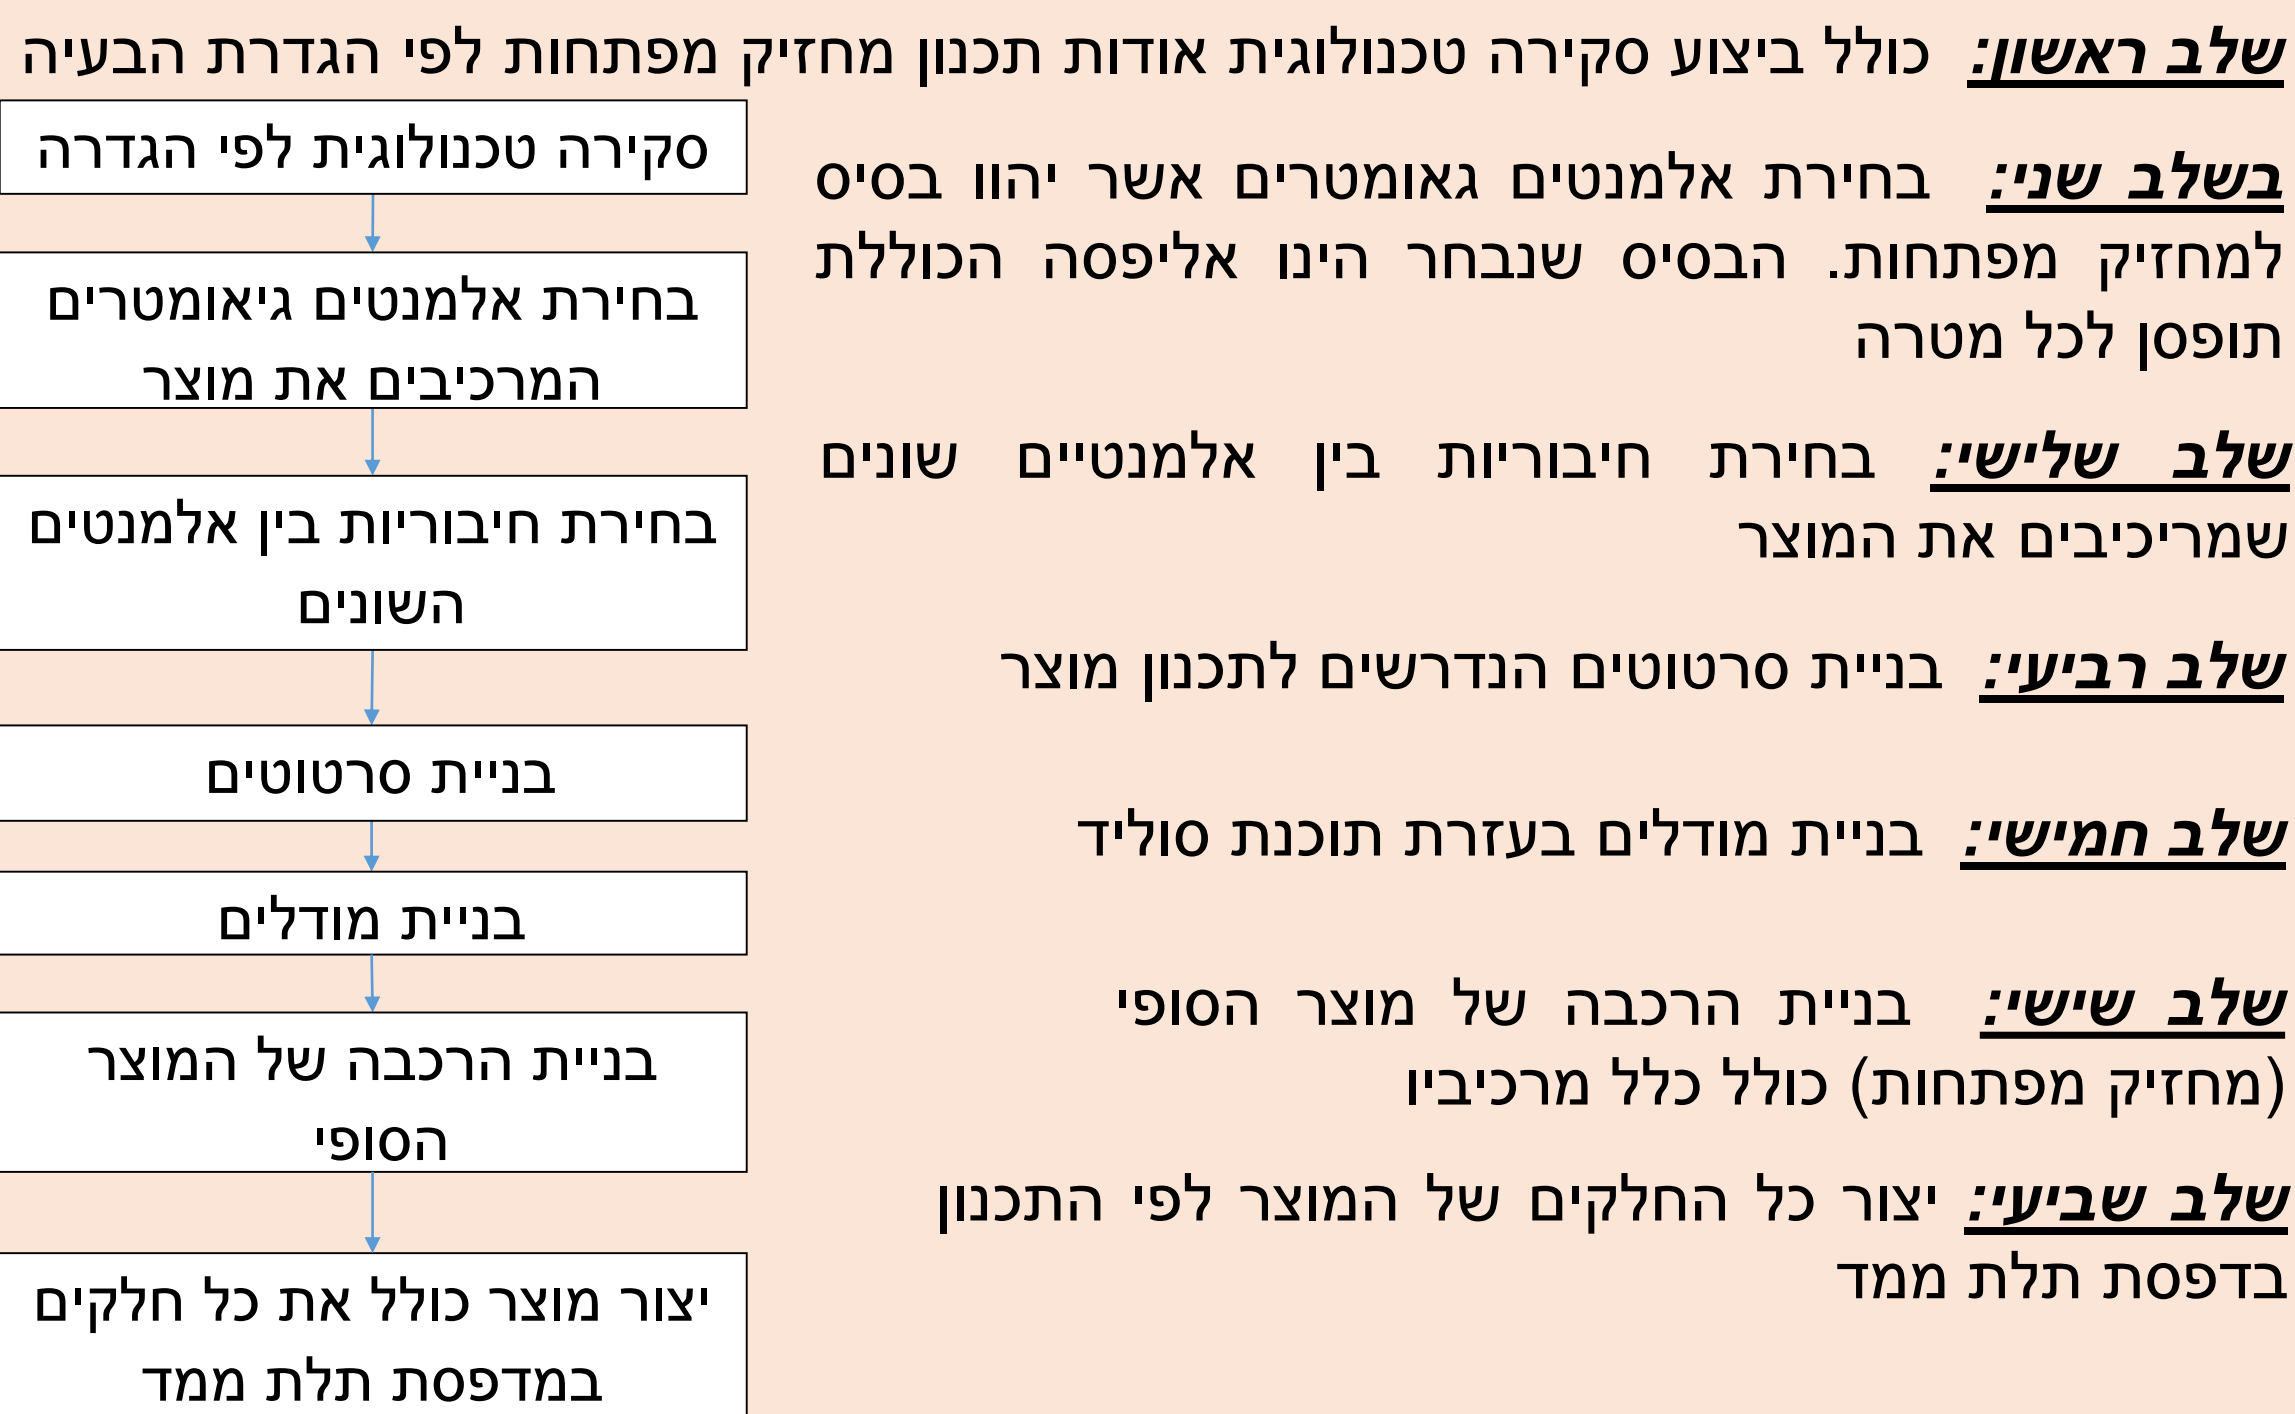 שלב ראשון: כולל ביצוע סקירה טכנולוגית אודות תכנון מחזיק מפתחות לפי הגדרת הבעיה
בשלב שני: בחירת אלמנטים גאומטרים אשר יהוו בסיס
למחזיק מפתחות. הבסיס שנבחר הינו אליפסה הכוללת
תופסן לכל מטרה
שלב שלישי: בחירת חיבוריות בין אלמנטיים שונים
שמריכיבים את המוצר
שלב רביעי: בניית סרטוטים הנדרשים לתכנון מוצר
שלב חמישי: בניית מודלים בעזרת תוכנת סוליד
שלב שישי: בניית הרכבה של מוצר הסופי
(מחזיק מפתחות) כולל כלל מרכיביו
שלב שביעי: יצור כל החלקים של המוצר לפי התכנון
בדפסת תלת ממד
סקירה טכנולוגית לפי הגדרה
בחירת אלמנטים גיאומטרים
המרכיבים את מוצר
בחירת חיבוריות בין אלמנטים
השונים
בניית סרטוטים
בניית מודלים
בניית הרכבה של המוצר
הסופי
יצור מוצר כולל את כל חלקים
במדפסת תלת ממד